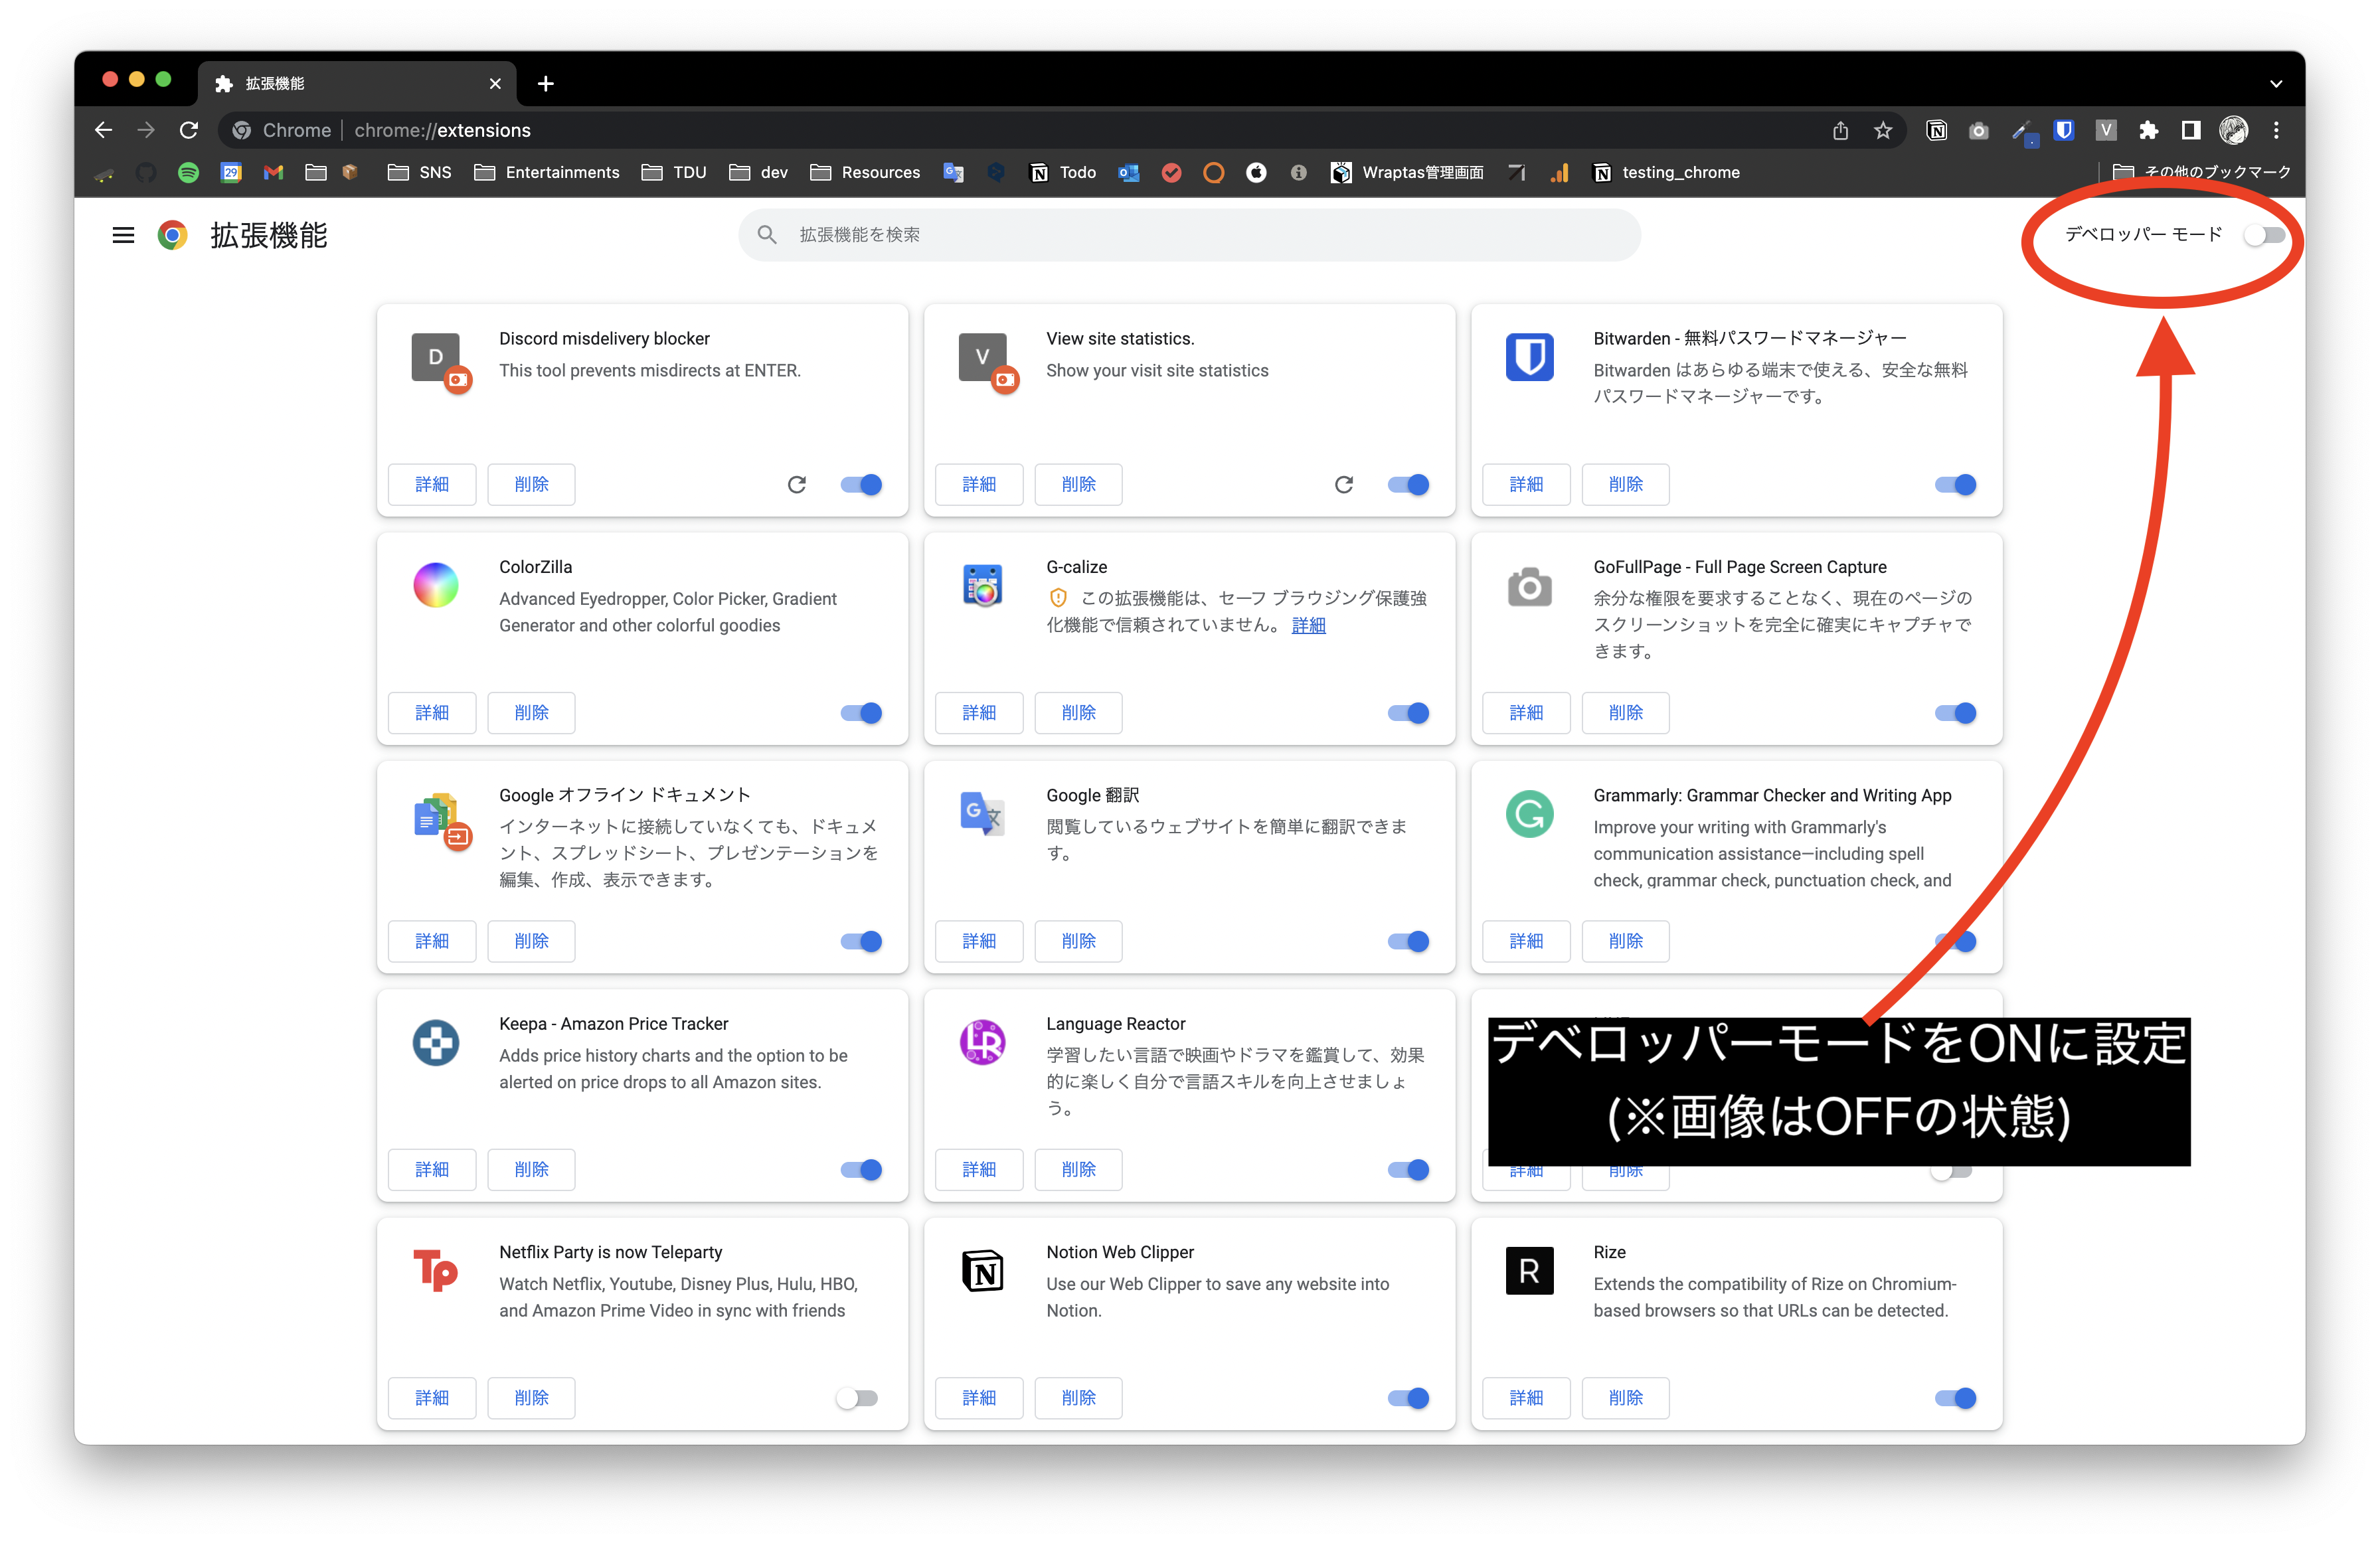 拡張機能
Chrome chrome://extensions
SNS Entertainments TDU dev Resources Todo Wraptas管理画面 testing_chrome その他のブックマーク
拡張機能
拡張機能を検索
デベロッパー モード
Discord misdelivery blocker
This tool prevents misdirects at ENTER.
詳細 削除
View site statistics.
Show your visit site statistics
詳細 削除
Bitwarden - 無料パスワードマネージャー
Bitwarden はあらゆる端末で使える、安全な無料
パスワードマネージャーです。
詳細 削除
ColorZilla
Advanced Eyedropper, Color Picker, Gradient
Generator and other colorful goodies
詳細 削除
G-calize
この拡張機能は、セーフ ブラウジング保護強
化機能で信頼されていません。 詳細
詳細 削除
GoFullPage - Full Page Screen Capture
余分な権限を要求することなく、現在のページの
スクリーンショットを完全に確実にキャプチャで
きます。
詳細 削除
Google オフライン ドキュメント
インターネットに接続していなくても、ドキュメ
ント、スプレッドシート、プレゼンテーションを
編集、作成、表示できます。
詳細 削除
Google 翻訳
閲覧しているウェブサイトを簡単に翻訳できま
す。
詳細 削除
Grammarly: Grammar Checker and Writing App
Improve your writing with Grammarly's
communication assistance—including spell
check, grammar check, punctuation check, and
詳細 削除
Keepa - Amazon Price Tracker
Adds price history charts and the option to be
alerted on price drops to all Amazon sites.
詳細 削除
Language Reactor
学習したい言語で映画やドラマを鑑賞して、効果
的に楽しく自分で言語スキルを向上させましょ
う。
詳細 削除
デベロッパーモードをONに設定
(※画像はOFFの状態)
詳細 削除
Netflix Party is now Teleparty
Watch Netflix, Youtube, Disney Plus, Hulu, HBO,
and Amazon Prime Video in sync with friends
詳細 削除
Notion Web Clipper
Use our Web Clipper to save any website into
Notion.
詳細 削除
Rize
Extends the compatibility of Rize on Chromium-
based browsers so that URLs can be detected.
詳細 削除